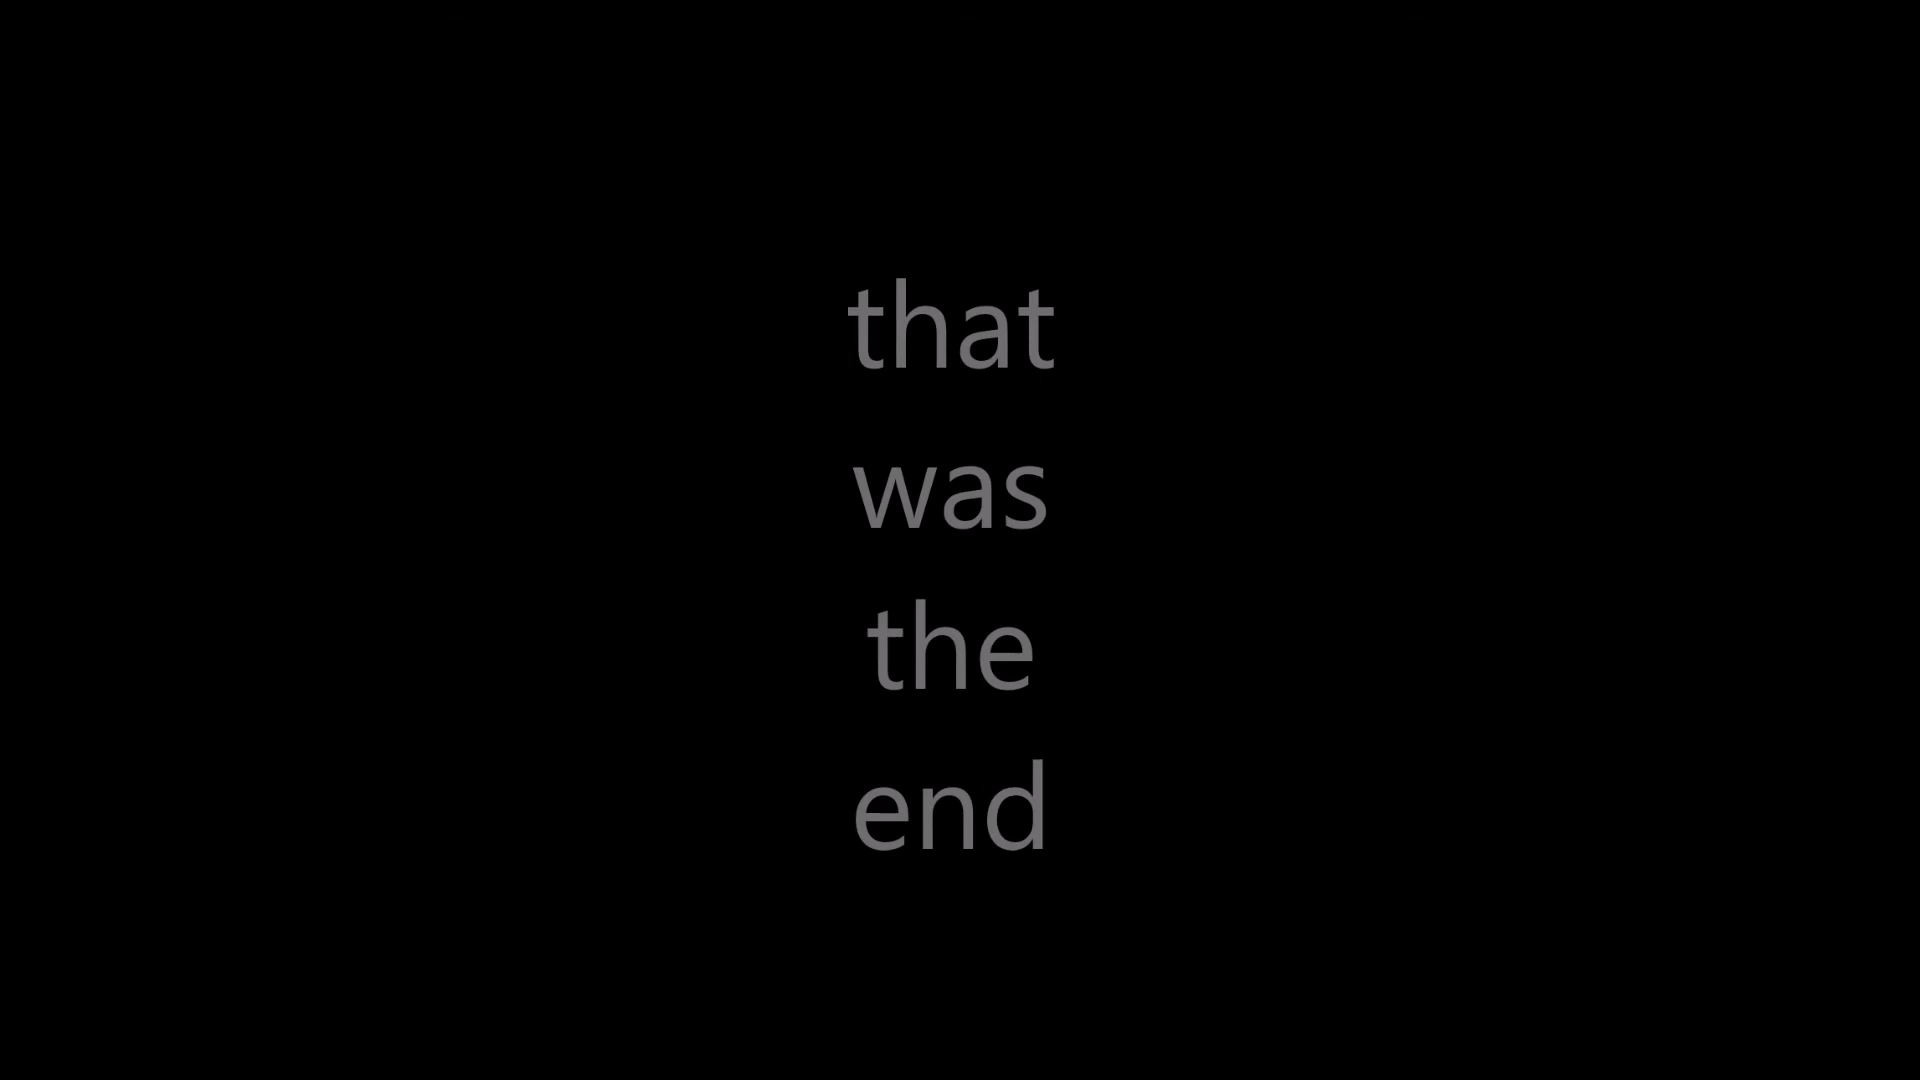 that
was
the
end